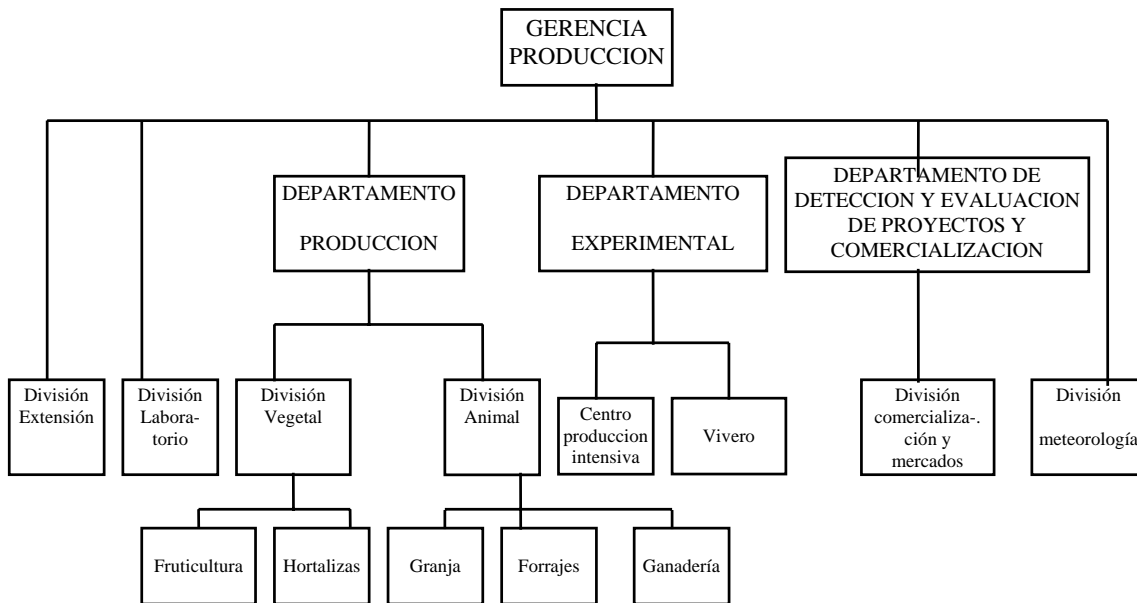 GERENCIA
PRODUCCION
DEPARTAMENTO
PRODUCCION
DEPARTAMENTO
EXPERIMENTAL
DEPARTAMENTO DE
DETECCION Y EVALUACION
DE PROYECTOS Y
COMERCIALIZACION
División
Extensión
División
Labora-
torio
División
Vegetal
División
Animal
Centro
produccion
intensiva
Vivero
División
comercializa-.
ción y
mercados
División
meteorología
Fruticultura
Hortalizas
Granja
Forrajes
Ganadería